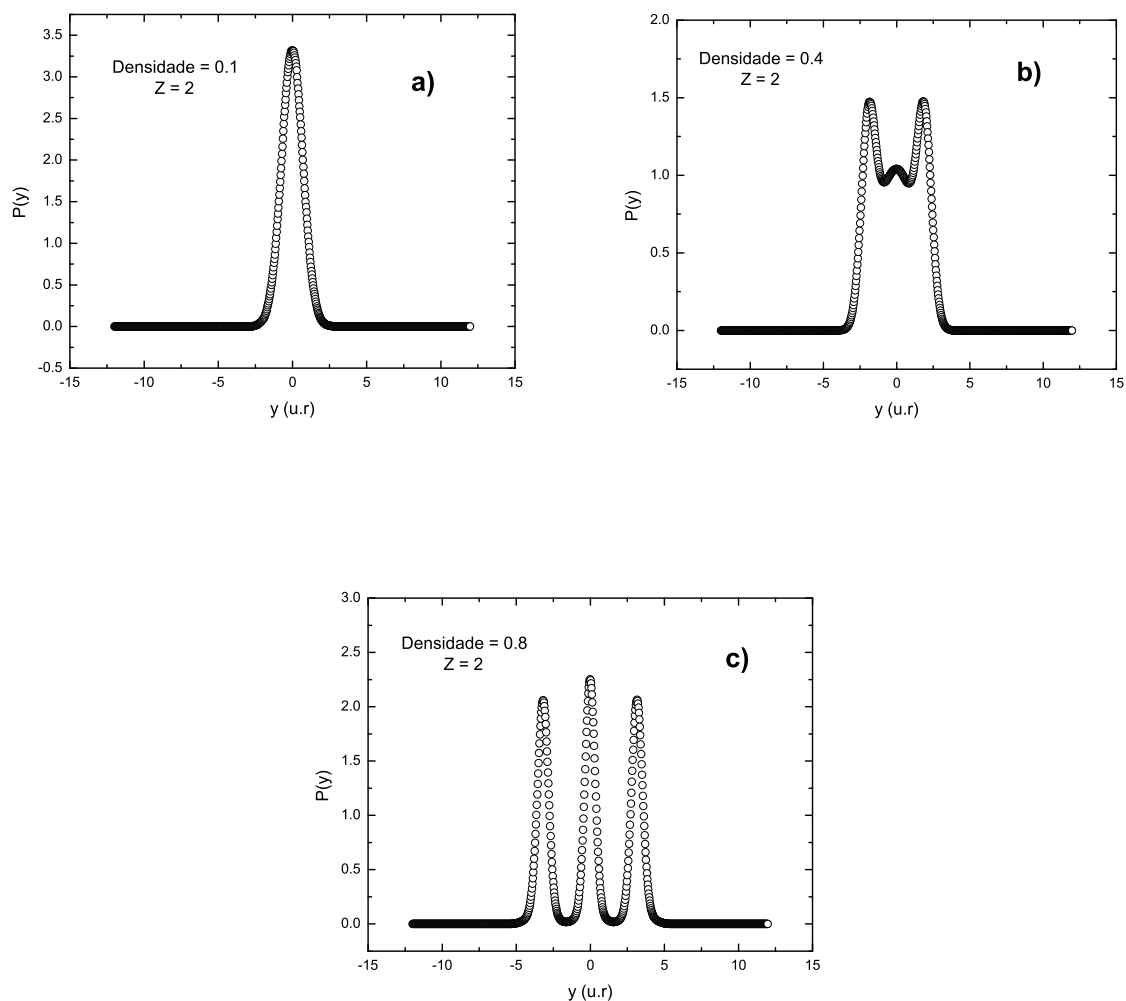 Densidade = 0.1
Z = 2
a)
3.5
3.0
2.5
2.0
1.5
1.0
0.5
0.0
-0.5
P(y)
-15 -10 -5 0 5 10 15
y (u.r)
Densidade = 0.4
Z = 2
b)
2.0
1.5
1.0
0.5
0.0
P(y)
-15 -10 -5 0 5 10 15
y (u.r)
Densidade = 0.8
Z = 2
c)
3.0
2.5
2.0
1.5
1.0
0.5
0.0
P(y)
-15 -10 -5 0 5 10 15
y (u.r)